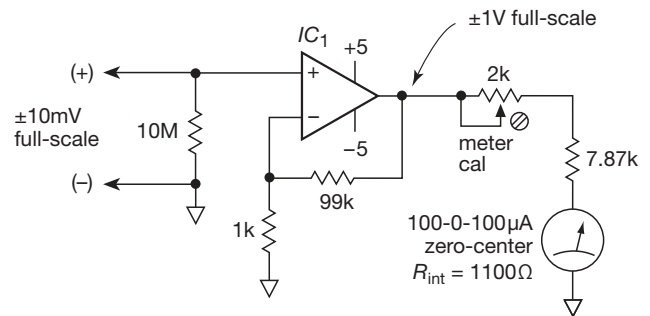 ±1V full-scale
IC1
+5
(+)
+
2k
±10mV
full-scale
10M
–
–5
meter
cal
(–)
7.87k
99k
1k
100-0-100µA
zero-center
Rint = 1100Ω